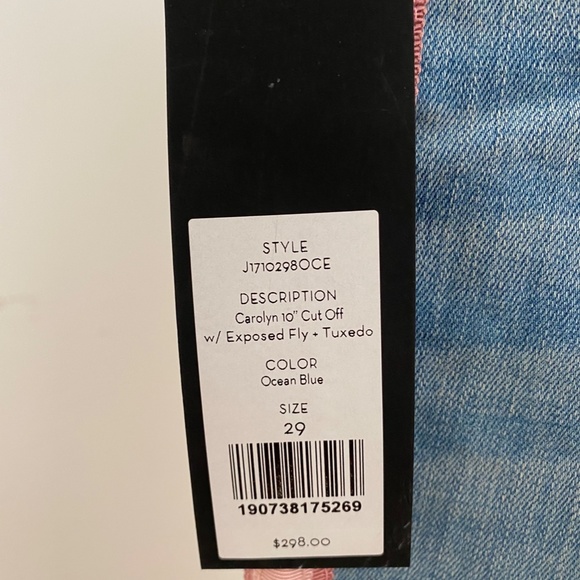 STYLE
J1710298OCE
DESCRIPTION
Carolyn 10" Cut Off
w/ Exposed Fly + Tuxedo
COLOR
Ocean Blue
SIZE
29
190738175269
$298.00